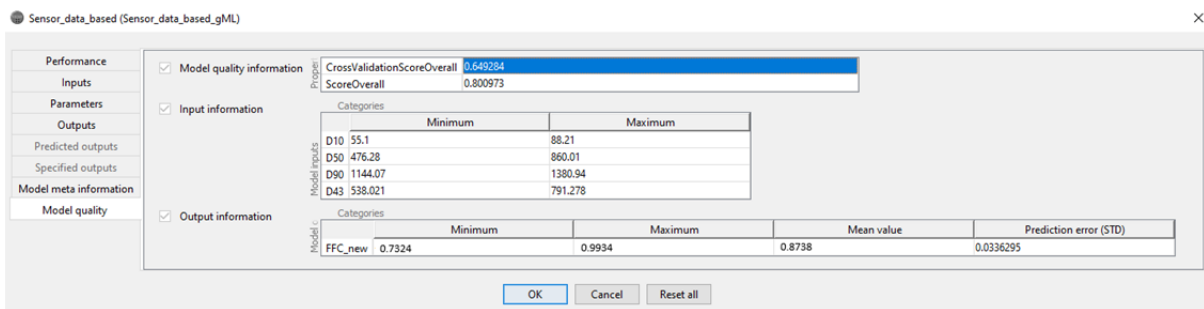 Sensor_data_based (Sensor_data_based_gML)
Performance
Inputs
Parameters
Outputs
Predicted outputs
Specified outputs
Model meta information
Model quality
Model quality information
CrossValidationScoreOverall 0.649284
ScoreOverall 0.800973
Input information
Categories
Minimum Maximum
Model inputs
D10 55.1 88.21
D50 476.28 860.01
D90 1144.07 1380.94
D43 538.021 791.278
Output information
Categories
Model
Minimum Maximum Mean value Prediction error (STD)
FFC_new 0.7324 0.9934 0.8738 0.0336295
OK Cancel Reset all